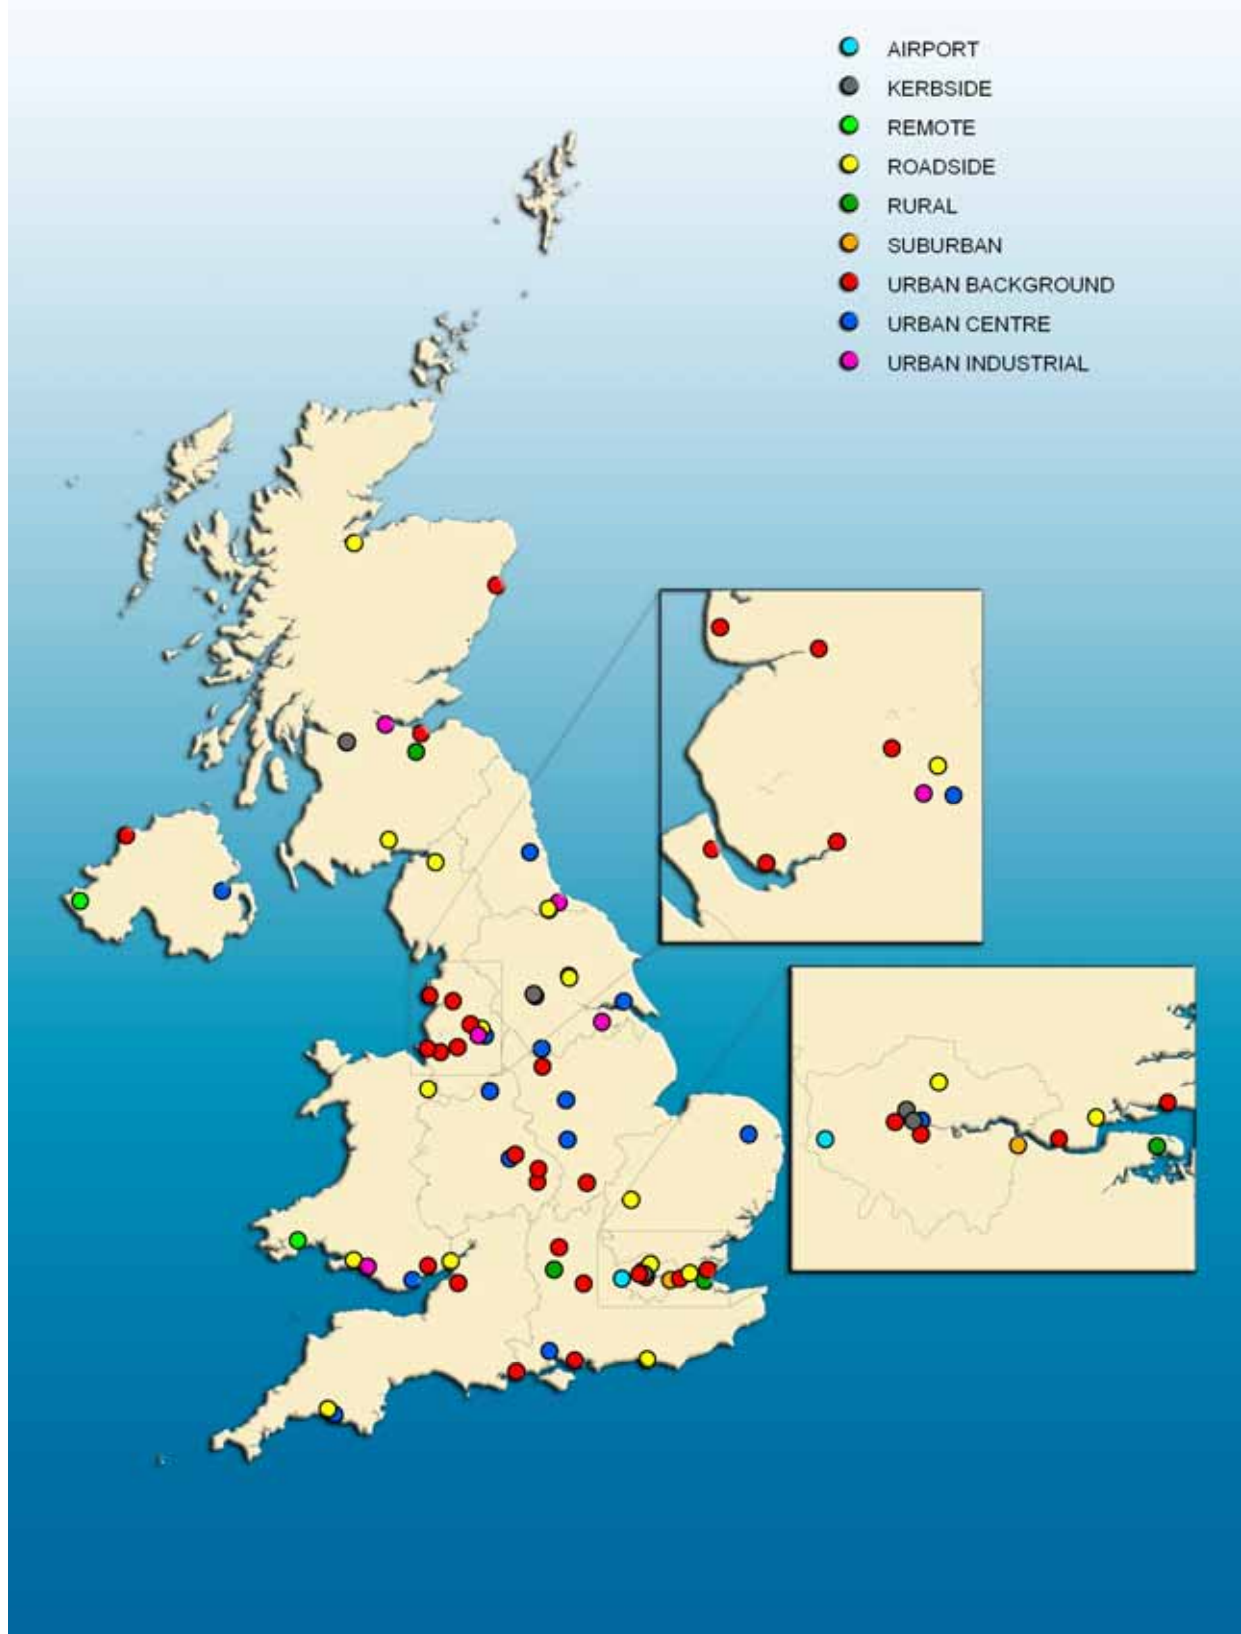 AIRPORT
KERBSIDE
REMOTE
ROADSIDE
RURAL
SUBURBAN
URBAN BACKGROUND
URBAN CENTRE
URBAN INDUSTRIAL